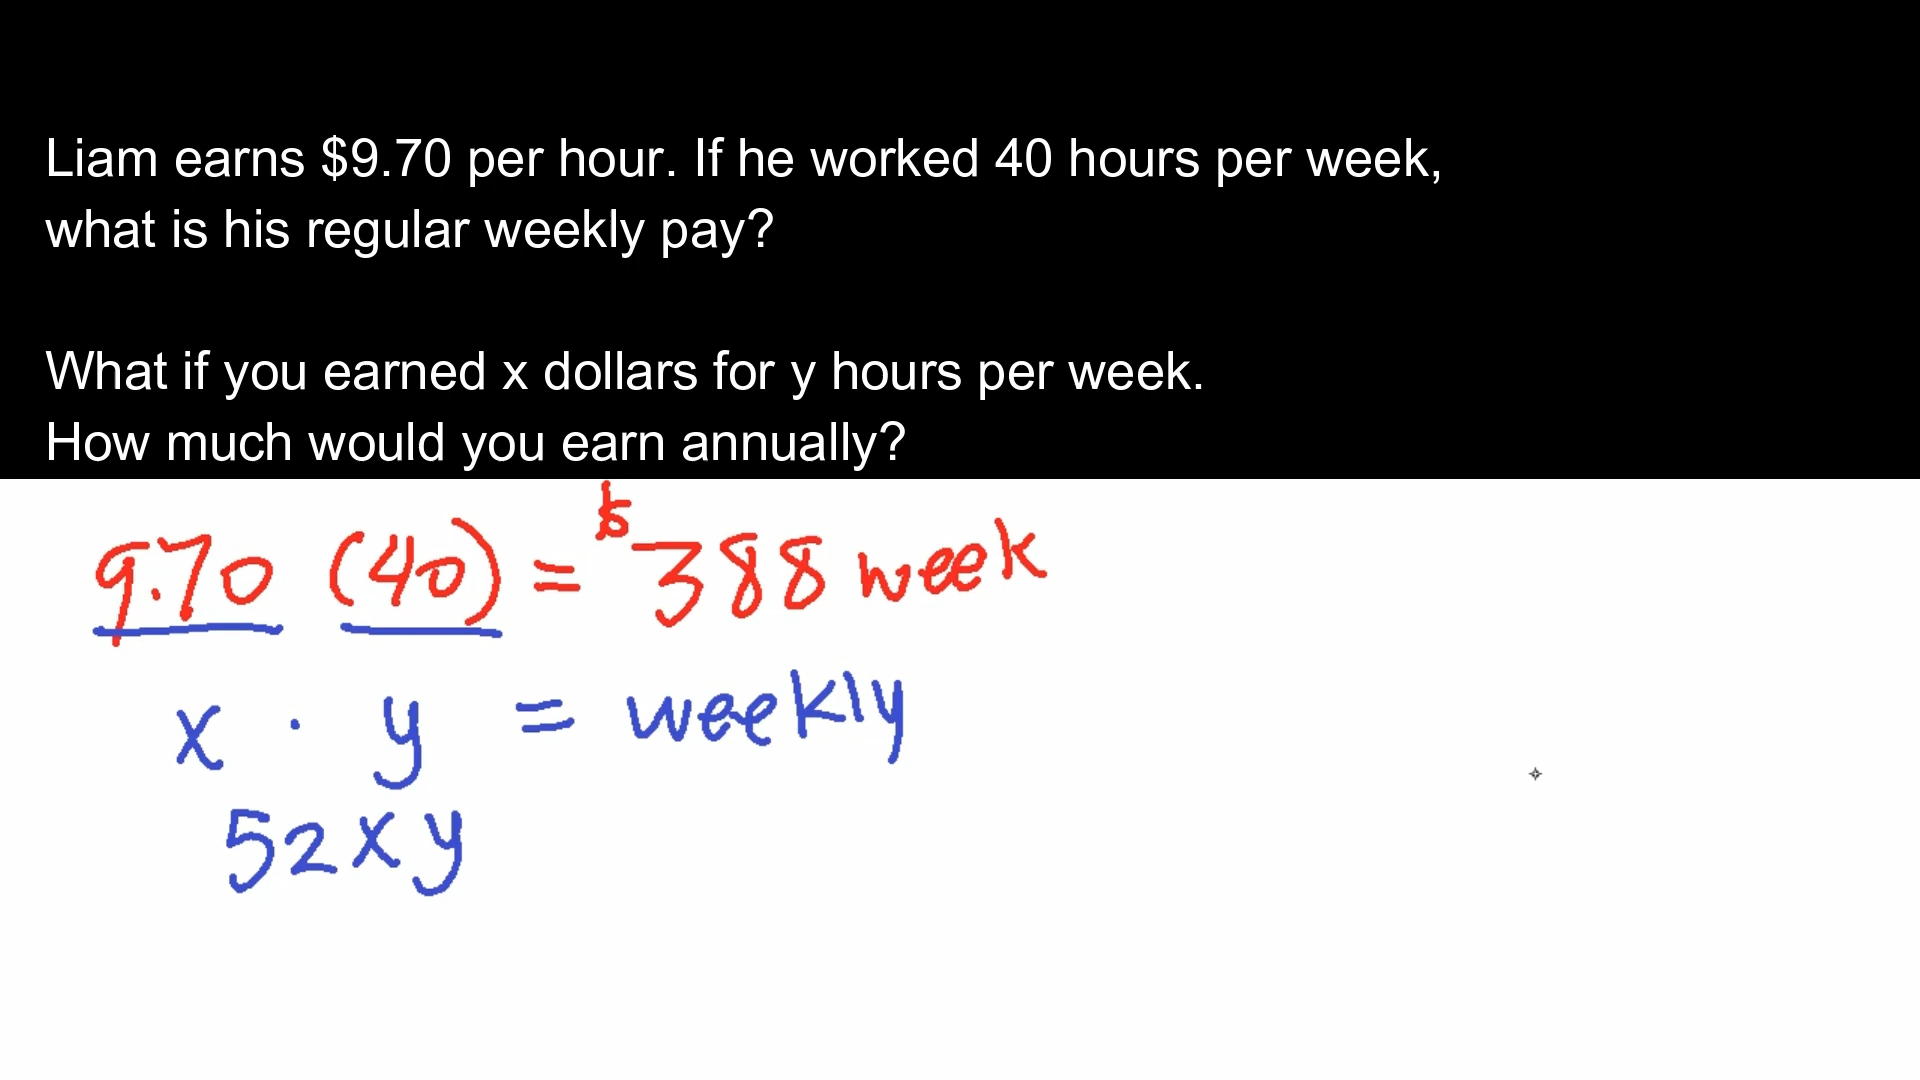 Liam earns $9.70 per hour. If he worked 40 hours per week,
what is his regular weekly pay?
What if you earned x dollars for y hours per week.
How much would you earn annually?
9.70 (40) = $388 week
x · y = weekly
52xy